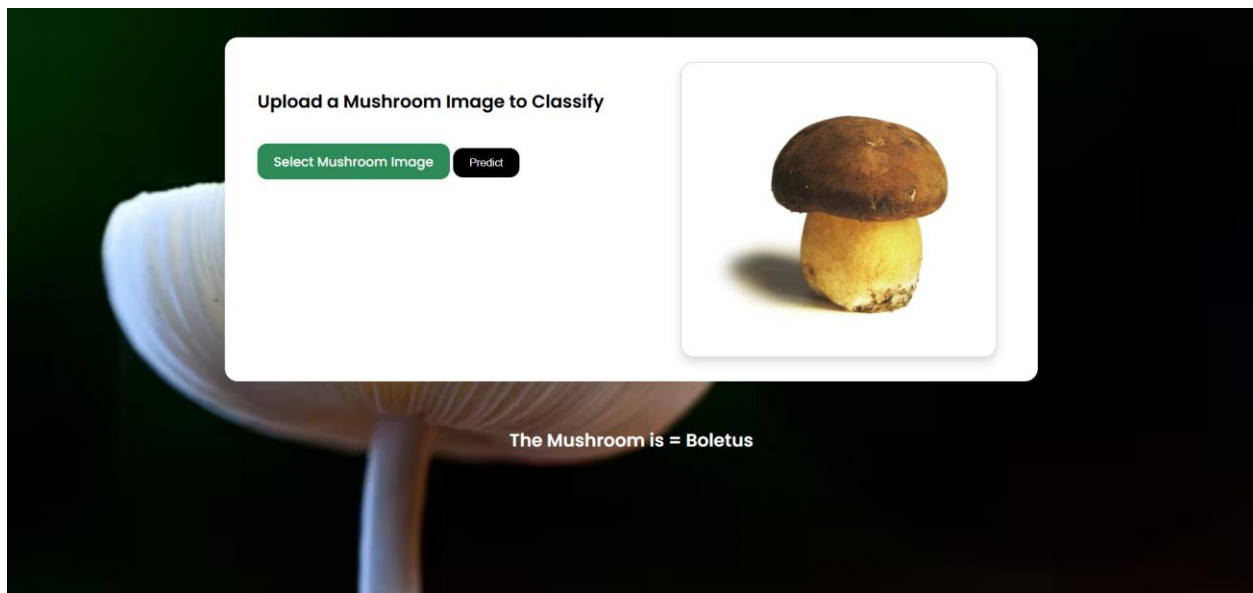 Upload a Mushroom Image to Classify
Select Mushroom Image Predict
The Mushroom is = Boletus